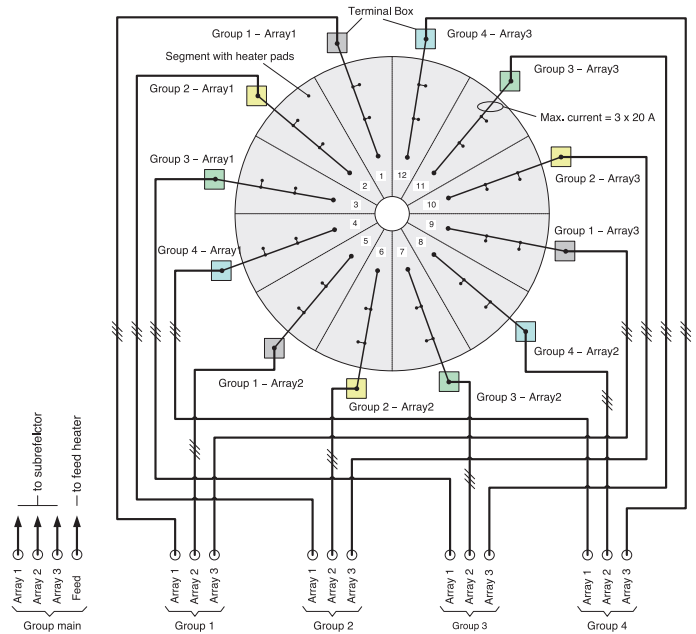 Terminal Box
Group 1 – Array1
Group 4 – Array3
Segment with heater pads
Group 3 – Array3
Group 2 – Array1
Max. current = 3 x 20 A
Group 3 – Array1
Group 2 – Array3
1
12
2
11
3
10
4
9
5
8
6
7
Group 4 – Array1
Group 1 – Array3
Group 4 – Array2
Group 1 – Array2
Group 3 – Array2
Group 2 – Array2
to subrefelctor
to feed heater
Array 1
Array 2
Array 3
Feed
Array 1
Array 2
Array 3
Array 1
Array 2
Array 3
Array 1
Array 2
Array 3
Array 1
Array 2
Array 3
Group main
Group 1
Group 2
Group 3
Group 4